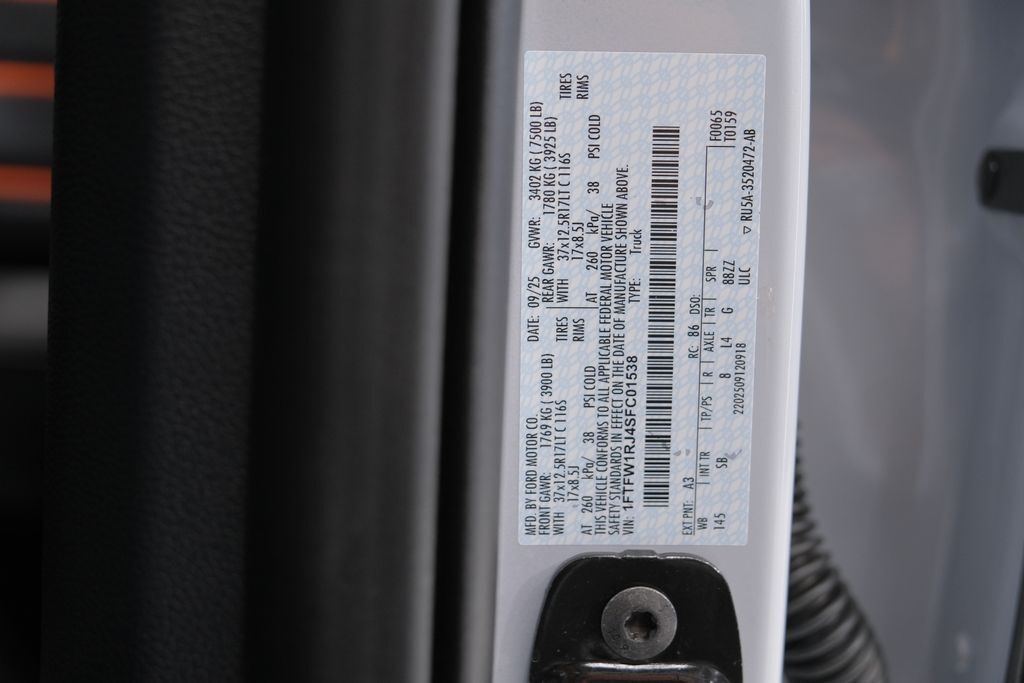 MFD. BY FORD MOTOR CO.
DATE: 09/25 GVWR: 3402 KG ( 7500 LB)
FRONT GAWR: 1769 KG ( 3900 LB)
REAR GAWR: 1780 KG ( 3925 LB)
WITH 37x12.5R17LT C 116S TIRES
WITH 37x12.5R17LT C 116S TIRES
17x8.5J RIMS
17x8.5J RIMS
AT 260 kPa/ 38 PSI COLD
AT 260 kPa/ 38 PSI COLD
THIS VEHICLE CONFORMS TO ALL APPLICABLE FEDERAL MOTOR VEHICLE
SAFETY STANDARDS IN EFFECT ON THE DATE OF MANUFACTURE SHOWN ABOVE.
VIN: 1FTFW1RJ4SFC01538 TYPE: Truck
EXT PNT: A3 RC: 86 DSO: F0065
WB INT TR TP/PS R AXLE TR SPR T0159
145 SB 8 L4 G BBZZ
ULC
2202509120918 ▽ RU5A-3520472-AB